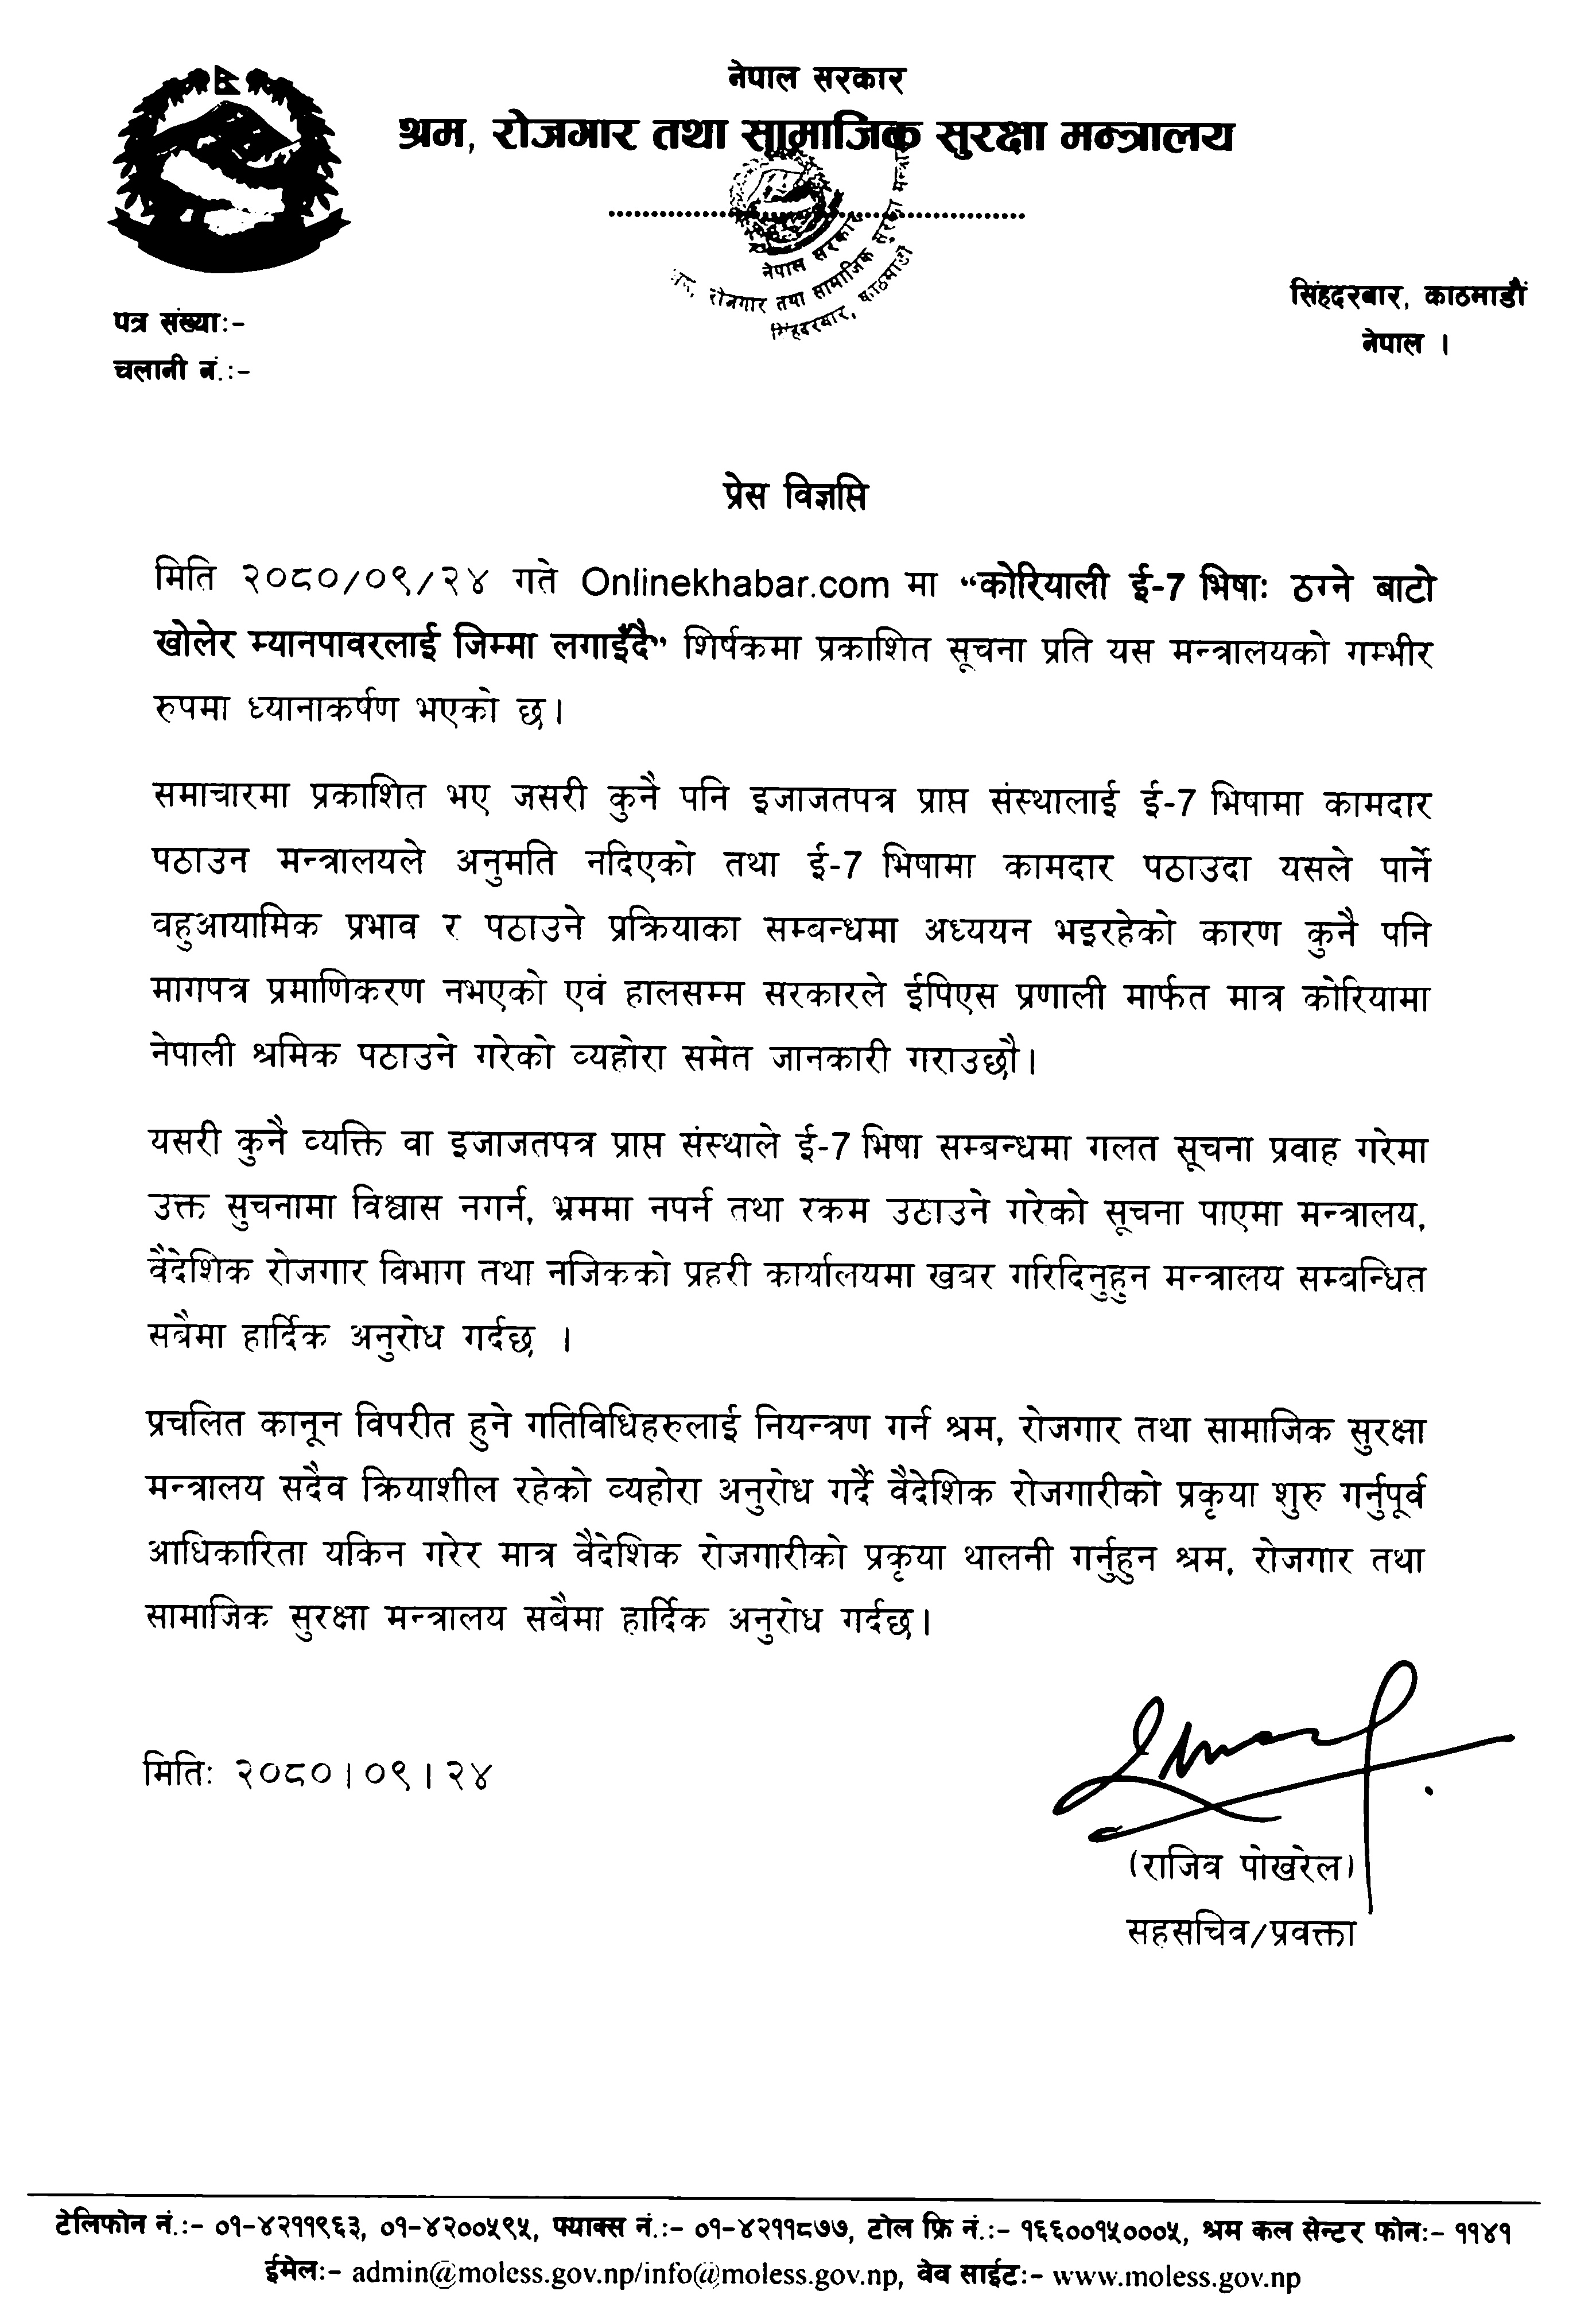 नेपाल सरकार
श्रम, रोजगार तथा सामाजिक सुरक्षा मन्त्रालय
नेपाल सरकार
रोजगार तथा सामाजिक सुरक्षा
सिंहदरबार, काठमाडौं
सिंहदरबार, काठमाडौं
नेपाल ।
पत्र संख्याः-
चलानी नं.:-
प्रेस विज्ञप्ति
मिति २०८०/०९/२४ गते Onlinekhabar.com मा “कोरियाली ई-7 भिषाः ठग्ने बाटो
खोलेर म्यानपावरलाई जिम्मा लगाइँदै” शिर्षकमा प्रकाशित सूचना प्रति यस मन्त्रालयको गम्भीर
रुपमा ध्यानाकर्षण भएको छ।
समाचारमा प्रकाशित भए जसरी कुनै पनि इजाजतपत्र प्राप्त संस्थालाई ई-7 भिषामा कामदार
पठाउन मन्त्रालयले अनुमति नदिएको तथा ई-7 भिषामा कामदार पठाउदा यसले पार्ने
वहुआयामिक प्रभाव र पठाउने प्रक्रियाका सम्बन्धमा अध्ययन भइरहेको कारण कुनै पनि
मागपत्र प्रमाणिकरण नभएको एवं हालसम्म सरकारले ईपिएस प्रणाली मार्फत मात्र कोरियामा
नेपाली श्रमिक पठाउने गरेको व्यहोरा समेत जानकारी गराउछौ।
यसरी कुनै व्यक्ति वा इजाजतपत्र प्राप्त संस्थाले ई-7 भिषा सम्बन्धमा गलत सूचना प्रवाह गरेमा
उक्त सुचनामा विश्वास नगर्न, भ्रममा नपर्न तथा रकम उठाउने गरेको सूचना पाएमा मन्त्रालय,
वैदेशिक रोजगार विभाग तथा नजिकको प्रहरी कार्यालयमा खबर गरिदिनुहुन मन्त्रालय सम्बन्धित
सबैमा हार्दिक अनुरोध गर्दछ ।
प्रचलित कानून विपरीत हुने गतिविधिहरुलाई नियन्त्रण गर्न श्रम, रोजगार तथा सामाजिक सुरक्षा
मन्त्रालय सदैव क्रियाशील रहेको व्यहोरा अनुरोध गर्दै वैदेशिक रोजगारीको प्रकृया शुरु गर्नुपूर्व
आधिकारिता यकिन गरेर मात्र वैदेशिक रोजगारीको प्रकृया थालनी गर्नुहुन श्रम, रोजगार तथा
सामाजिक सुरक्षा मन्त्रालय सबैमा हार्दिक अनुरोध गर्दछ।
मितिः २०८०।०९।२४
(राजिव पोखरेल)
सहसचिव/प्रवक्ता
टेलिफोन नं.:- ०१-४२११९६३, ०१-४२००५९५, फ्याक्स नं.:- ०१-४२११८७७, टोल फ्रि नं.:- १६६००१५०००५, श्रम कल सेन्टर फोन:- ११४१
ईमेल:- admin@moless.gov.np/info@moless.gov.np, वेव साईट:- www.moless.gov.np